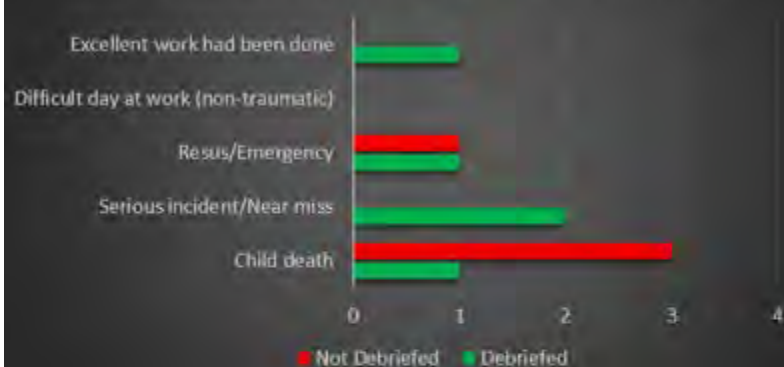 Excellent work had been done
Difficult day at work (non-traumatic)
Resus/Emergency
Serious incident/Near miss
Child death
0 1 2 3 4
Not Debriefed Debriefed